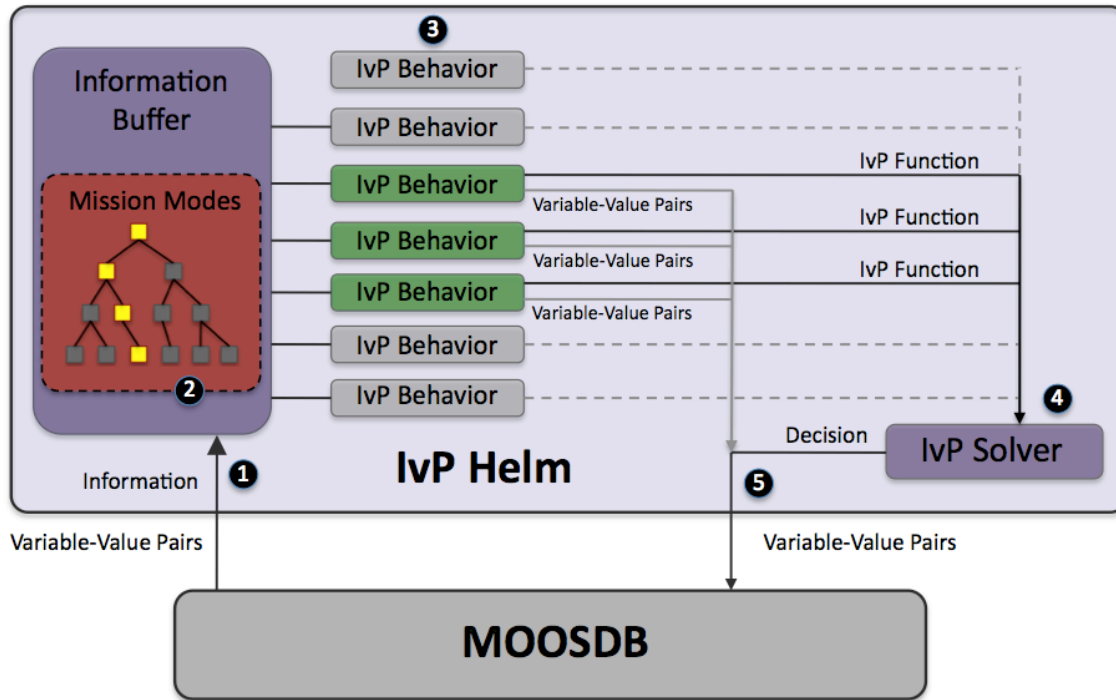 3
Information
Buffer
IvP Behavior
IvP Behavior
IvP Function
Mission Modes
IvP Behavior
Variable-Value Pairs
IvP Function
IvP Behavior
Variable-Value Pairs
IvP Function
IvP Behavior
Variable-Value Pairs
IvP Behavior
2
IvP Behavior
4
Decision
IvP Solver
Information
1
IvP Helm
5
Variable-Value Pairs
Variable-Value Pairs
MOOSDB